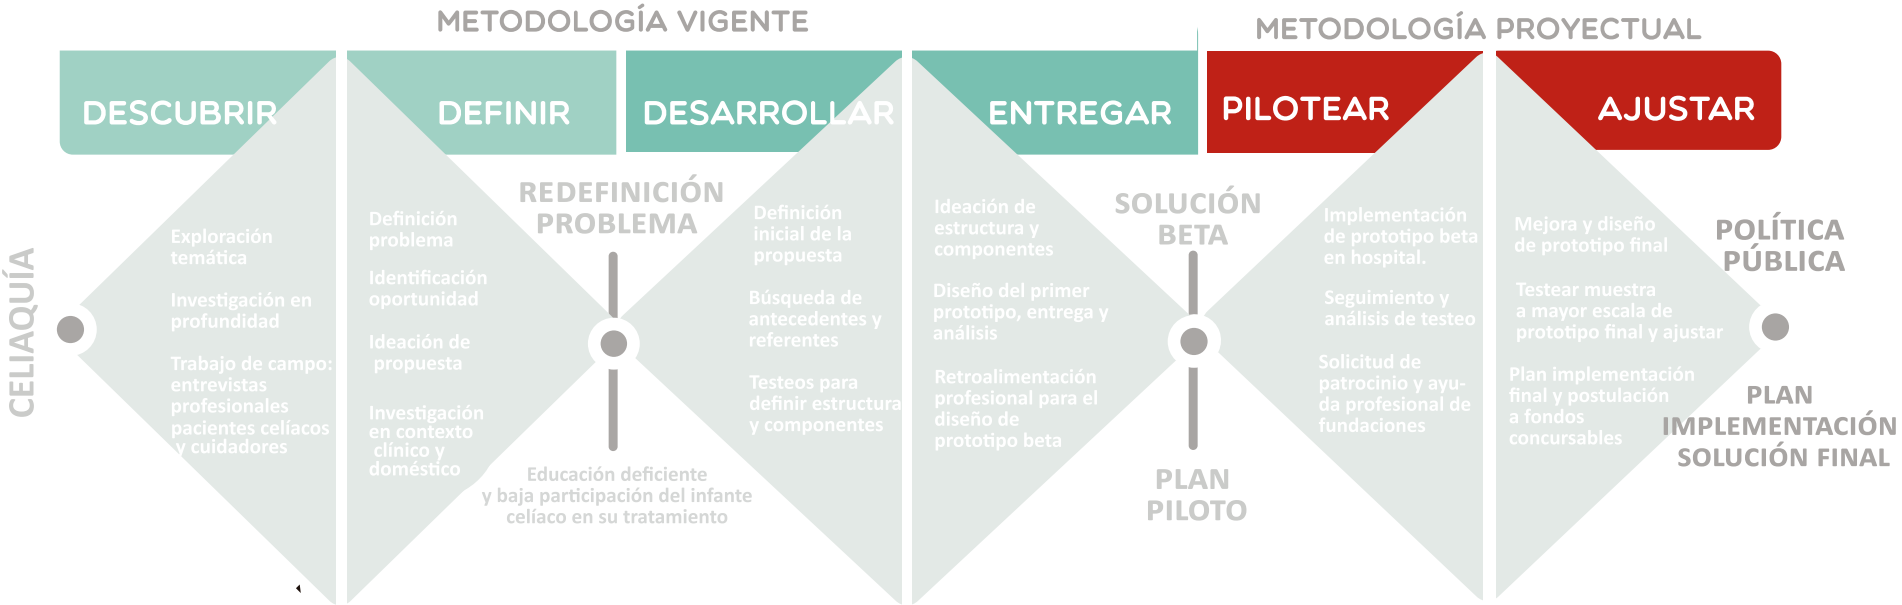 METODOLOGÍA VIGENTE
METODOLOGÍA PROYECTUAL
DESCUBRIR
DEFINIR
DESARROLLAR
ENTREGAR
PILOTEAR
AJUSTAR
CELIAQUÍA
Exploración
temática
Investigación en
profundidad
Trabajo de campo:
entrevistas
profesionales
pacientes celíacos
y cuidadores
Definición
problema
Identificación
oportunidad
Ideación de
propuesta
Investigación
en contexto
clínico y
doméstico
REDEFINICIÓN
PROBLEMA
Educación deficiente
y baja participación del infante
celíaco en su tratamiento
Definición
inicial de la
propuesta
Búsqueda de
antecedentes y
referentes
Testeos para
definir estructura
y componentes
Ideación de
estructura y
componentes
Diseño del primer
prototipo, entrega y
análisis
Retroalimentación
profesional para el
diseño de
prototipo beta
SOLUCIÓN
BETA
PLAN
PILOTO
Implementación
de prototipo beta
en hospital.
Seguimiento y
análisis de testeo
Solicitud de
patrocinio y ayu-
da profesional de
fundaciones
Mejora y diseño
de prototipo final
Testear muestra
a mayor escala de
prototipo final y ajustar
Plan implementación
final y postulación
a fondos
concursables
POLÍTICA
PÚBLICA
PLAN
IMPLEMENTACIÓN
SOLUCIÓN FINAL